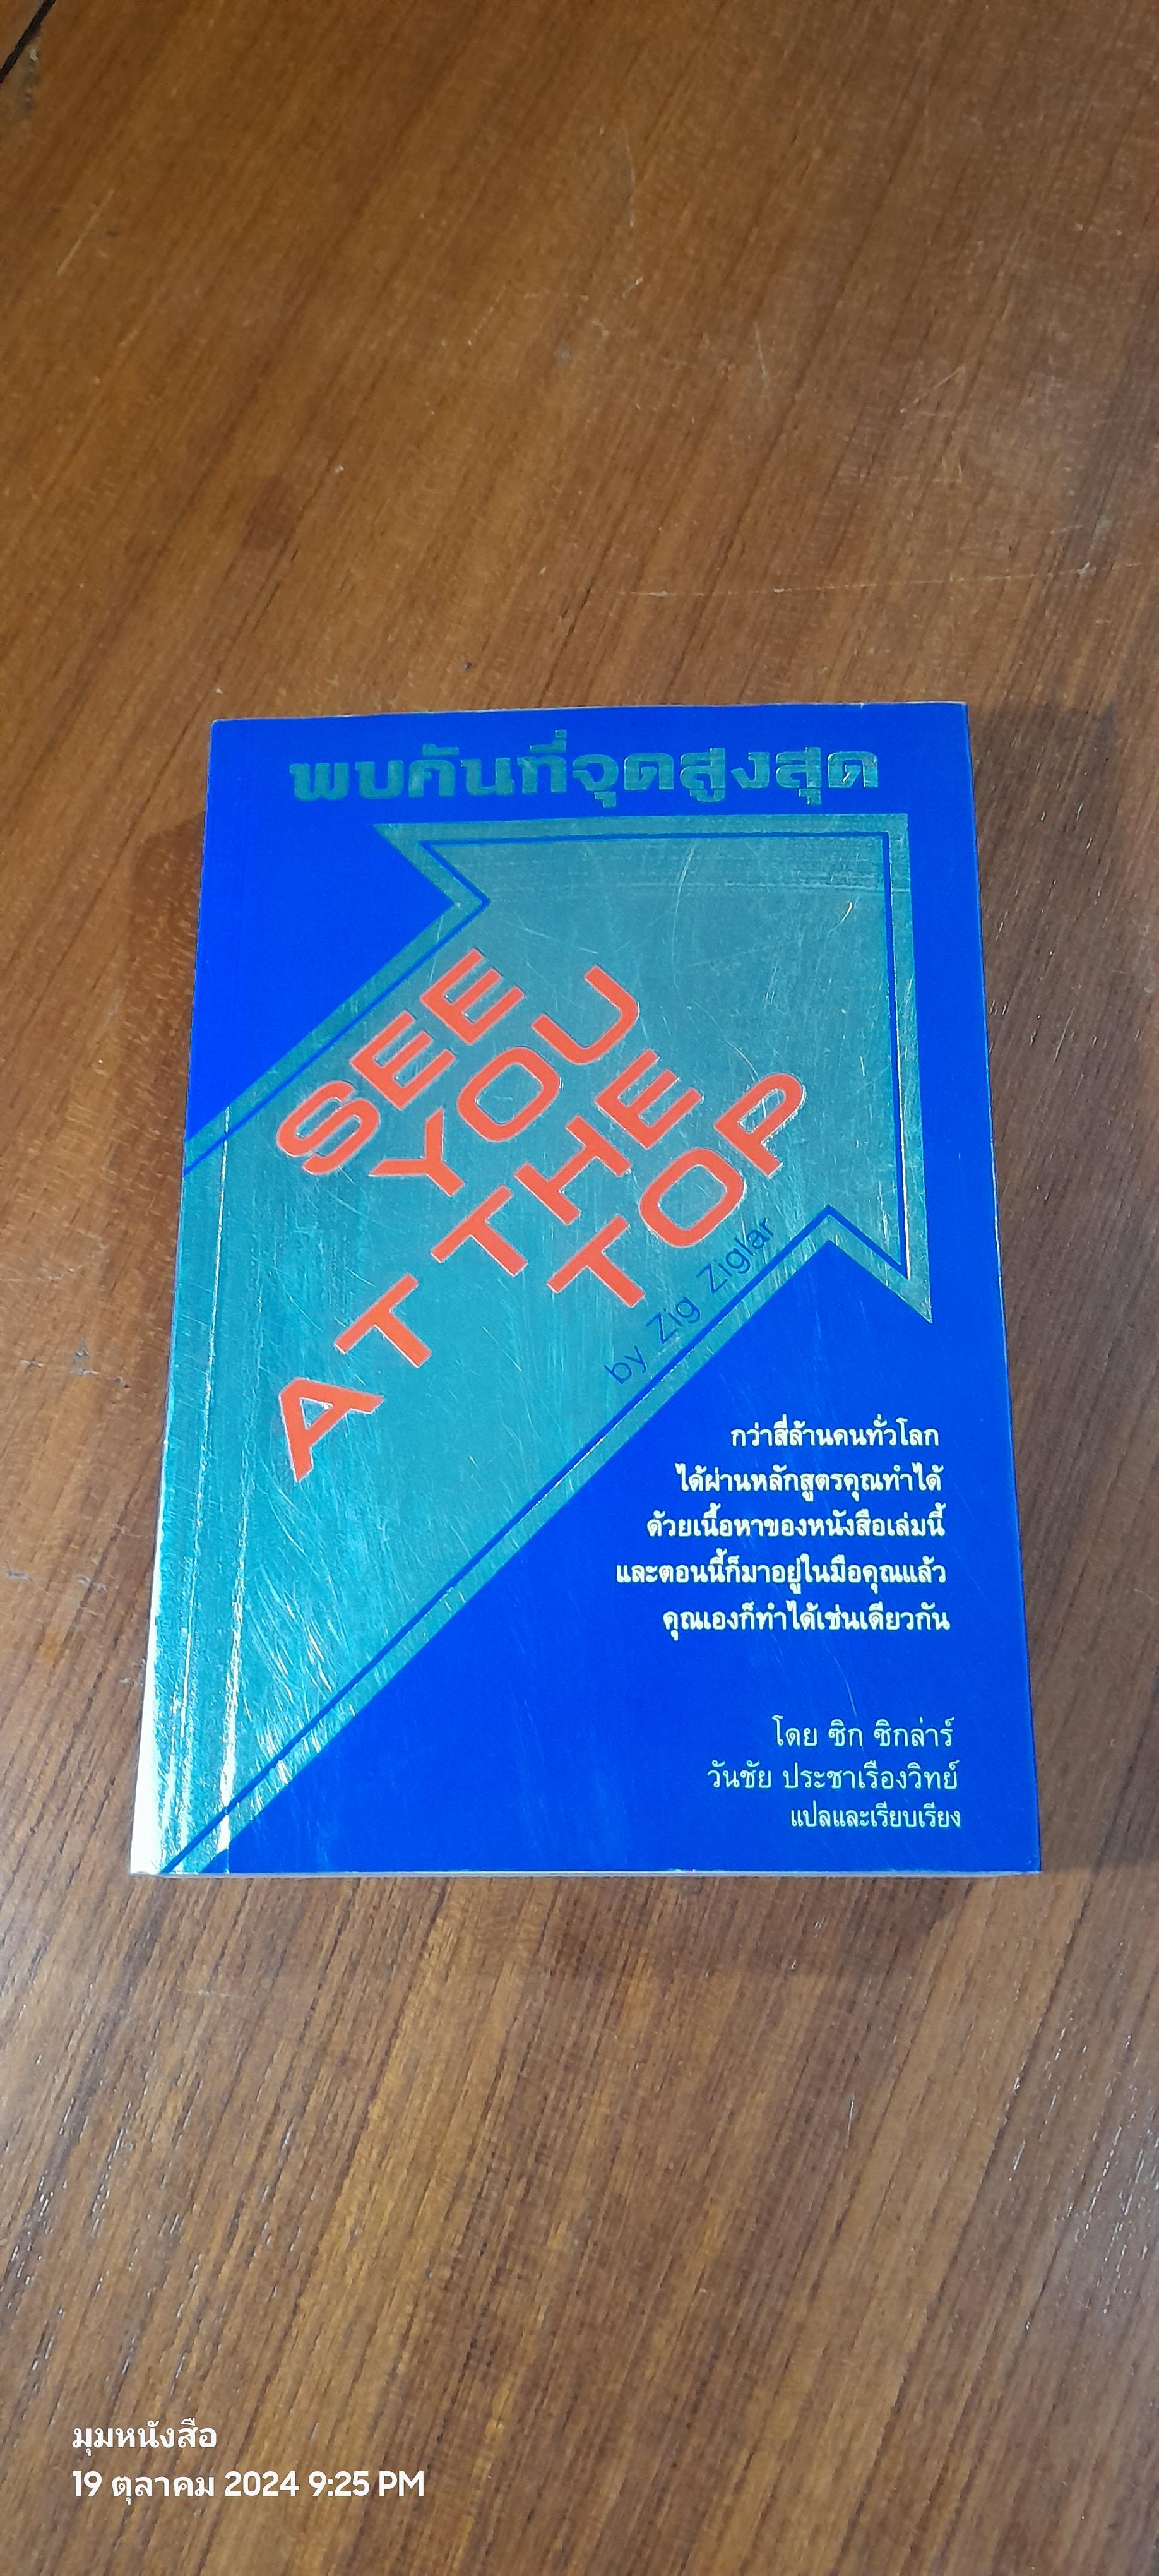 พบกันที่จุดสูงสุด
SEE
YOU
AT THE
TOP
by Zig Ziglar
กว่าสี่ล้านคนทั่วโลก
ได้ผ่านหลักสูตรคุณทำได้
ด้วยเนื้อหาของหนังสือเล่มนี้
และตอนนี้ก็มาอยู่ในมือคุณแล้ว
คุณเองก็ทำได้เช่นเดียวกัน
โดย ซิก ซิกล่าร์
วันชัย ประชาเรืองวิทย์
แปลและเรียบเรียง
มุมหนังสือ
19 ตุลาคม 2024 9:25 PM